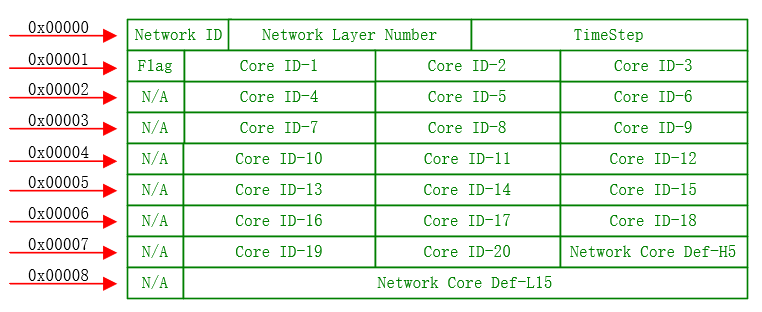 0x00000 Network ID Network Layer Number TimeStep
0x00001 Flag Core ID-1 Core ID-2 Core ID-3
0x00002 N/A Core ID-4 Core ID-5 Core ID-6
0x00003 N/A Core ID-7 Core ID-8 Core ID-9
0x00004 N/A Core ID-10 Core ID-11 Core ID-12
0x00005 N/A Core ID-13 Core ID-14 Core ID-15
0x00006 N/A Core ID-16 Core ID-17 Core ID-18
0x00007 N/A Core ID-19 Core ID-20 Network Core Def-H5
0x00008 N/A Network Core Def-L15